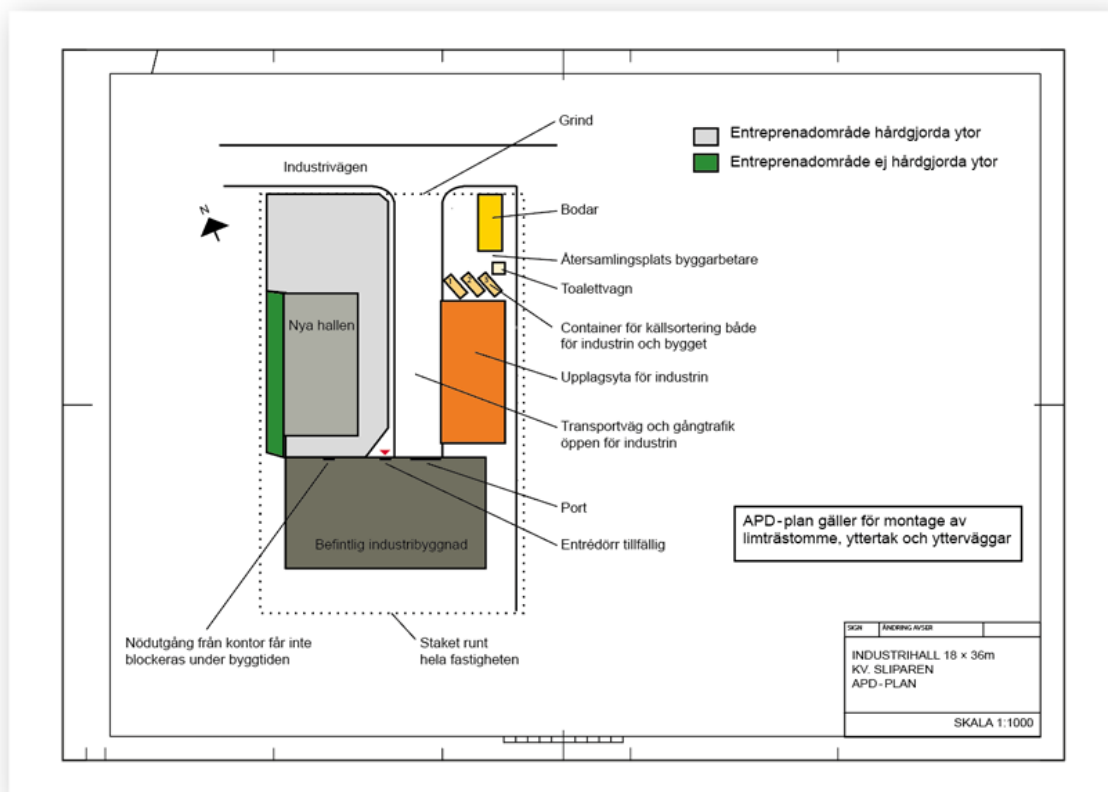 Grind
Entreprenadområde hårdgjorda ytor
Entreprenadområde ej hårdgjorda ytor
Industrivägen
N
Bodar
Återsamlingsplats byggarbetare
Toalettvagn
1 2 3
Container för källsortering både
för industrin och bygget
Nya hallen
Upplagsyta för industrin
Transportväg och gångtrafik
öppen för industrin
Port
APD-plan gäller för montage av
limträstomme, yttertak och ytterväggar
Befintlig industribyggnad
Entrédörr tillfällig
Nödutgång från kontor får inte
blockeras under byggtiden
Staket runt
hela fastigheten
SIGN ÄNDRING AVSER
INDUSTRIHALL 18 × 36m
KV. SLIPAREN
APD-PLAN
SKALA 1:1000